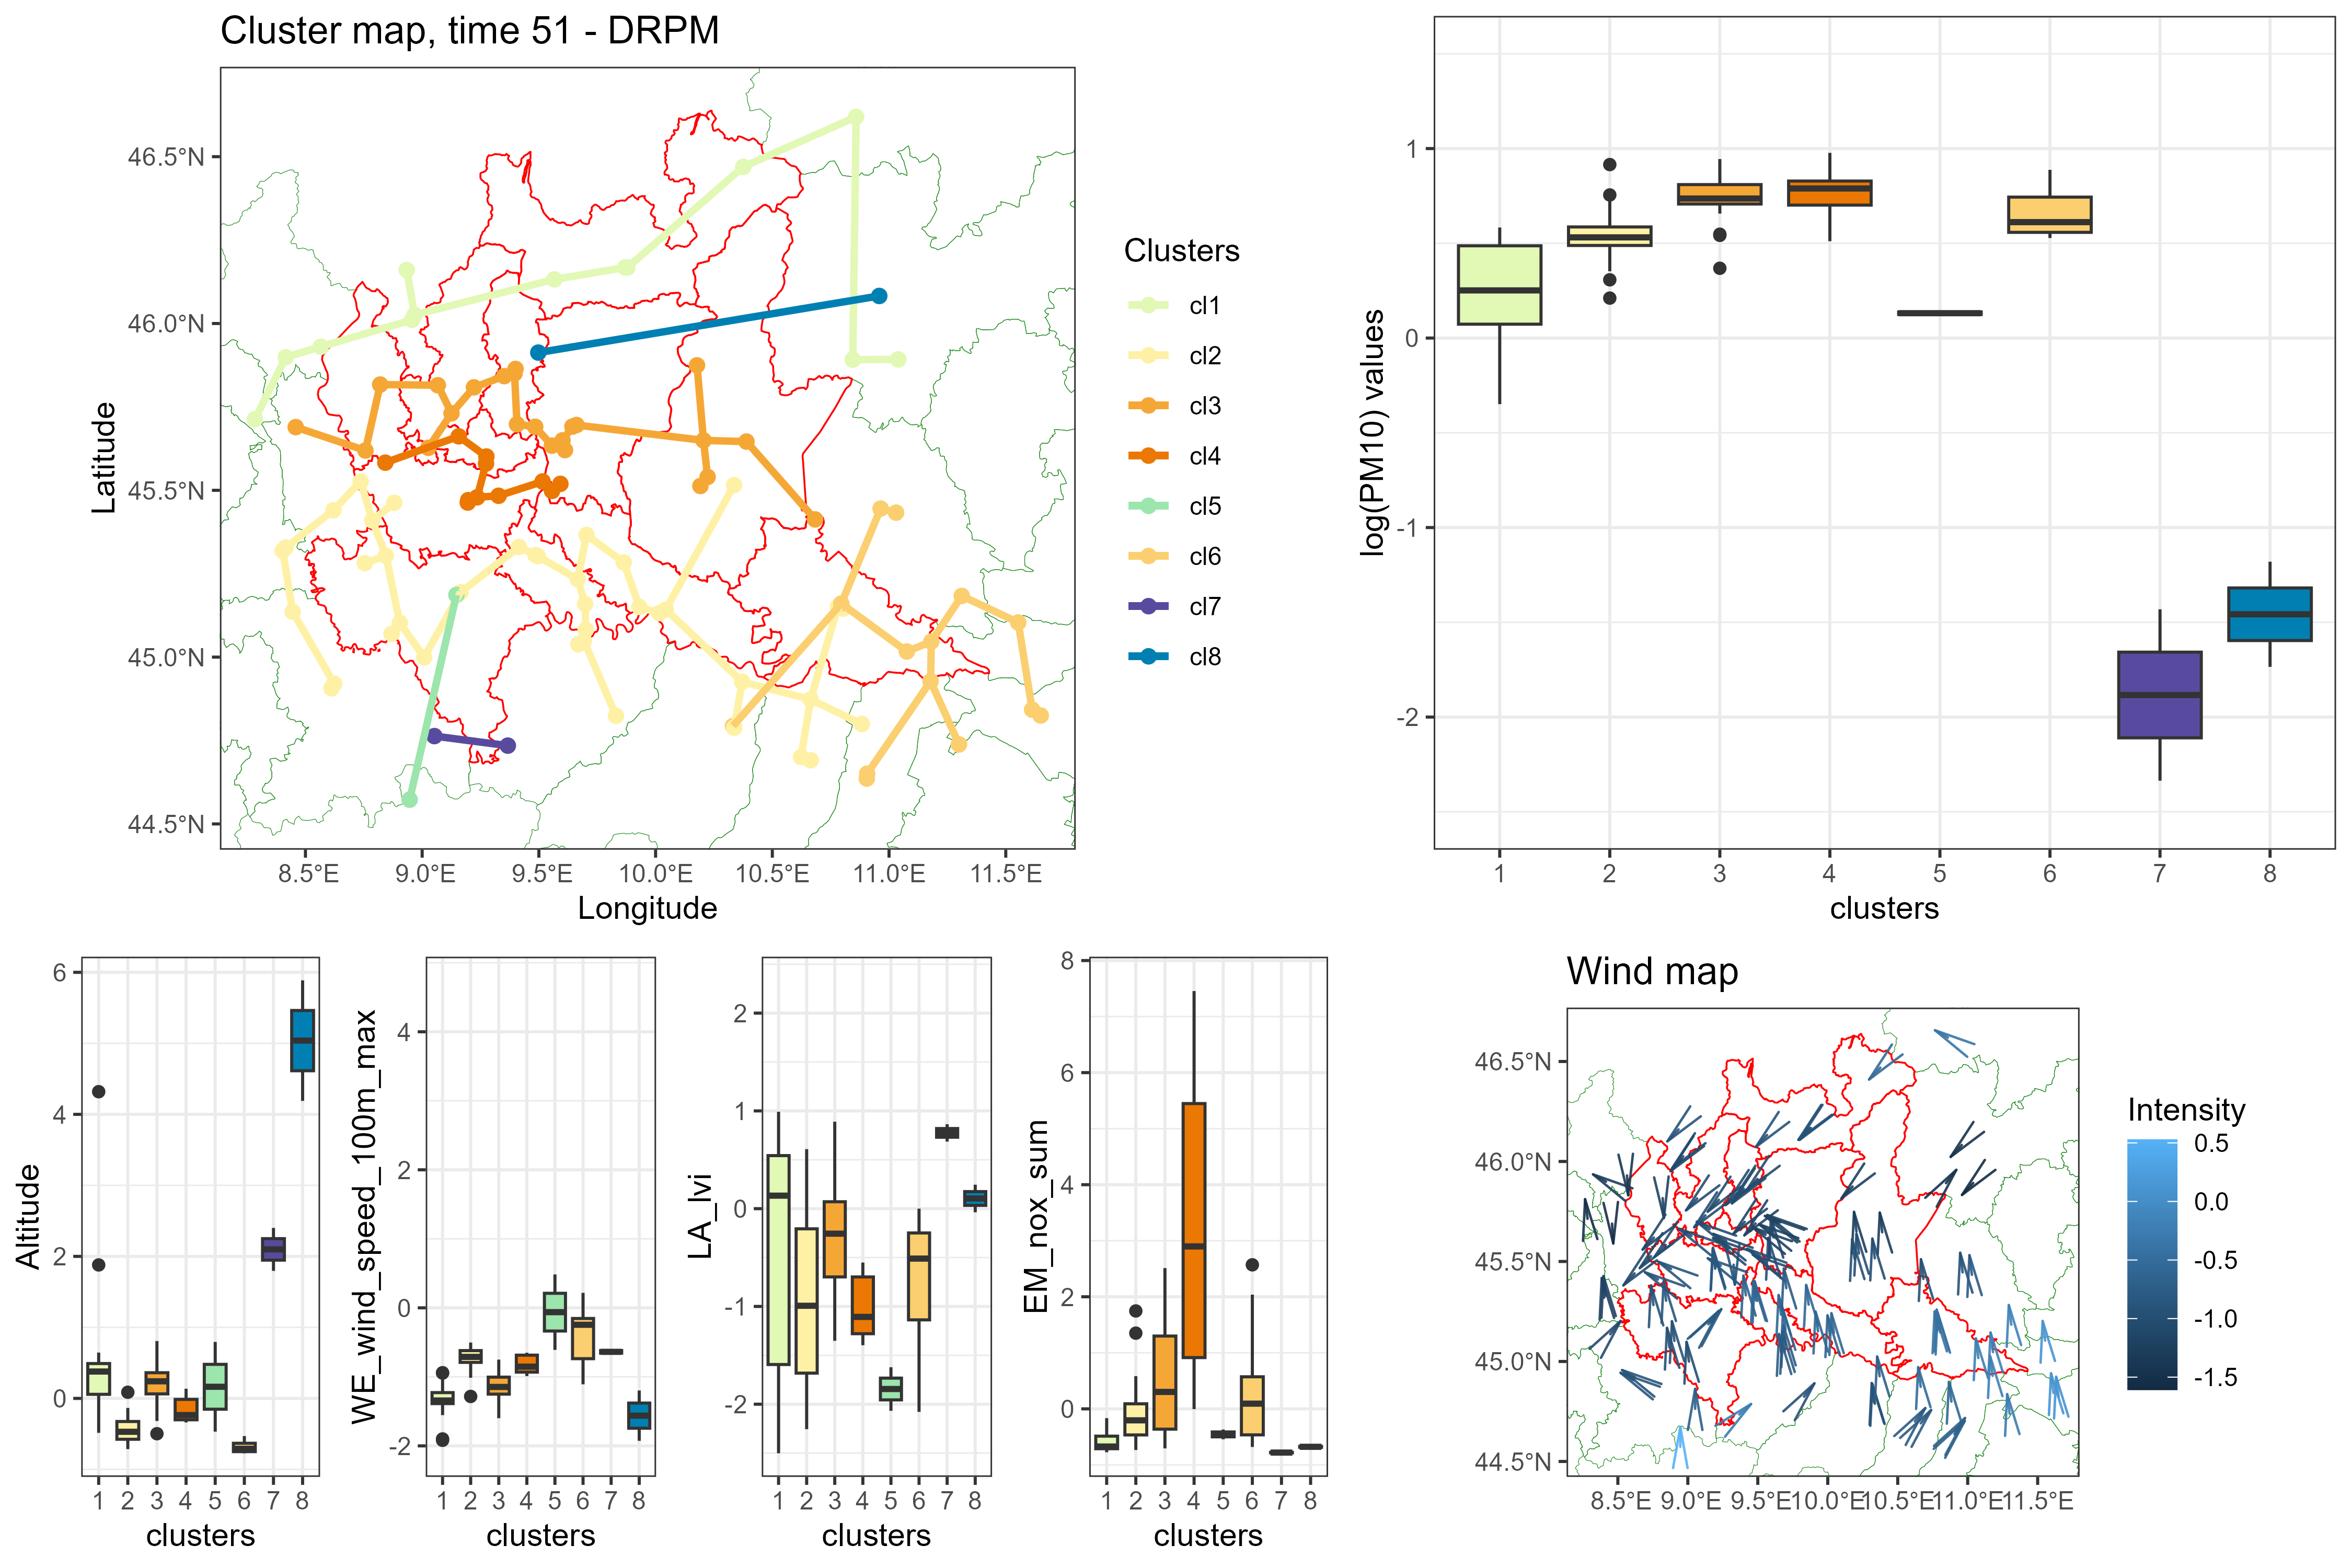 Cluster map, time 51 - DRPM
46.5°N
46.0°N
45.5°N
45.0°N
44.5°N
Latitude
8.5°E 9.0°E 9.5°E 10.0°E 10.5°E 11.0°E 11.5°E
Longitude
Clusters
cl1
cl2
cl3
cl4
cl5
cl6
cl7
cl8
log(PM10) values
1
0
-1
-2
1 2 3 4 5 6 7 8
clusters
Altitude
6
4
2
0
1 2 3 4 5 6 7 8
clusters
WE_wind_speed_100m_max
4
2
0
-2
1 2 3 4 5 6 7 8
clusters
LA_lvi
2
1
0
-1
-2
1 2 3 4 5 6 7 8
clusters
EM_nox_sum
8
6
4
2
0
1 2 3 4 5 6 7 8
clusters
Wind map
46.5°N
46.0°N
45.5°N
45.0°N
44.5°N
8.5°E 9.0°E 9.5°E 10.0°E 10.5°E 11.0°E 11.5°E
Intensity
0.5
0.0
-0.5
-1.0
-1.5